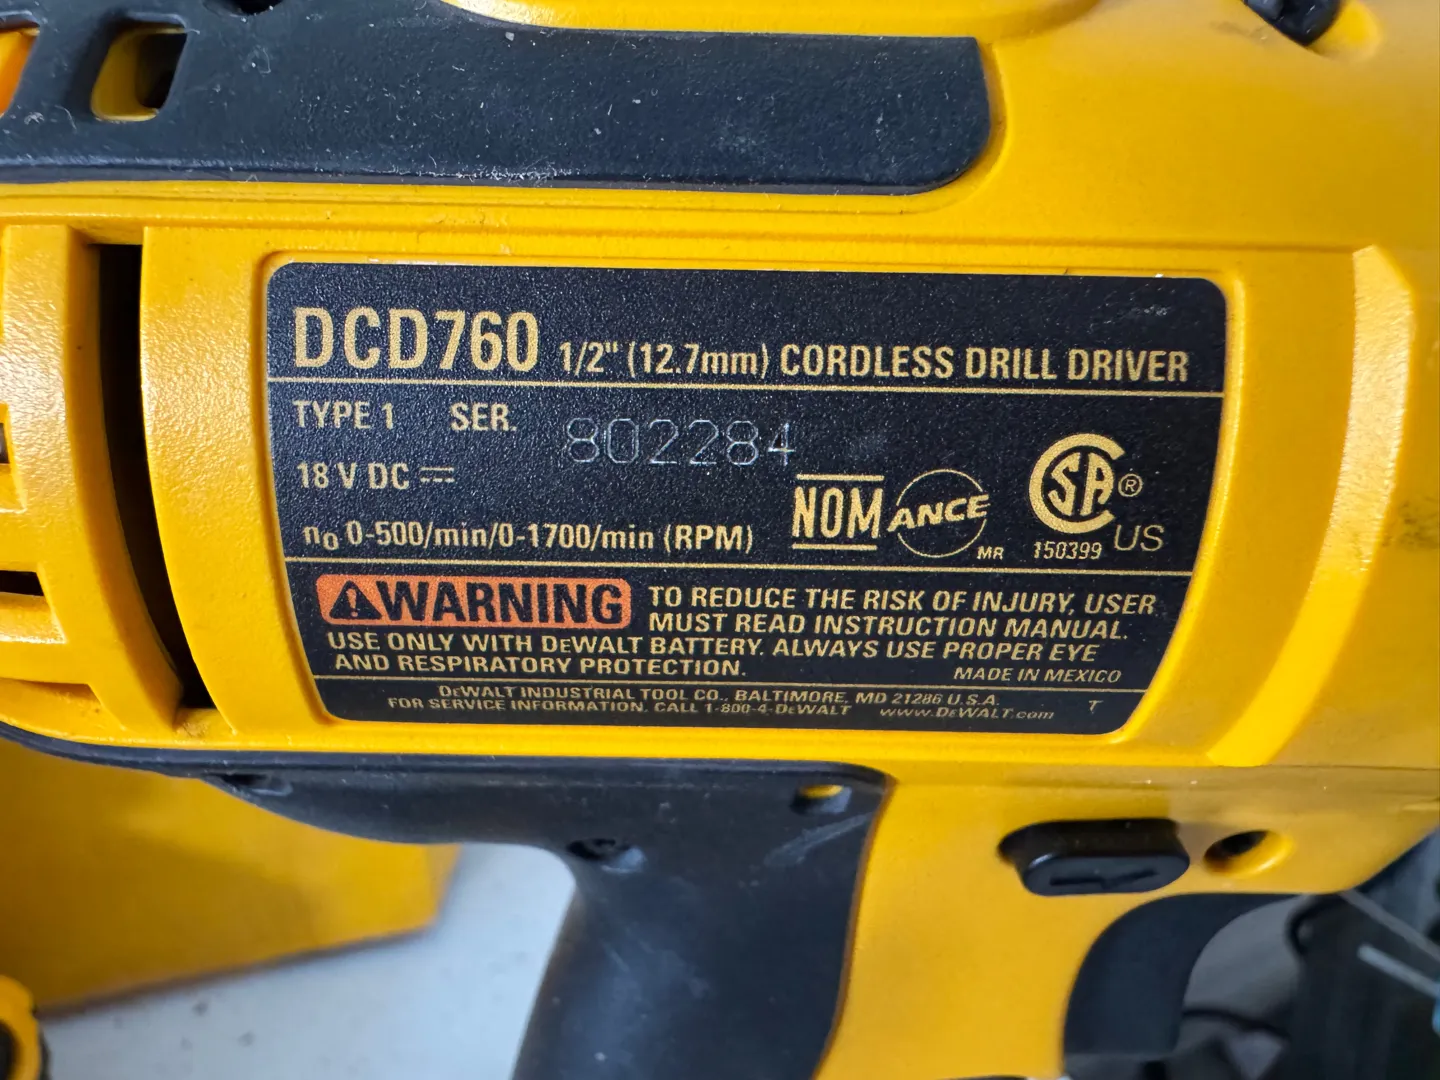 DCD760 1/2" (12.7mm) CORDLESS DRILL DRIVER
TYPE 1 SER. 802284
18 V DC
NOM ANCE MR
SA ® 150399 US
n₀ 0-500/min/0-1700/min (RPM)
⚠WARNING TO REDUCE THE RISK OF INJURY, USER
MUST READ INSTRUCTION MANUAL.
USE ONLY WITH DEWALT BATTERY. ALWAYS USE PROPER EYE
AND RESPIRATORY PROTECTION.
MADE IN MEXICO
DEWALT INDUSTRIAL TOOL CO., BALTIMORE, MD 21286 U.S.A.
FOR SERVICE INFORMATION, CALL 1-800-4-DEWALT www.DEWALT.com T